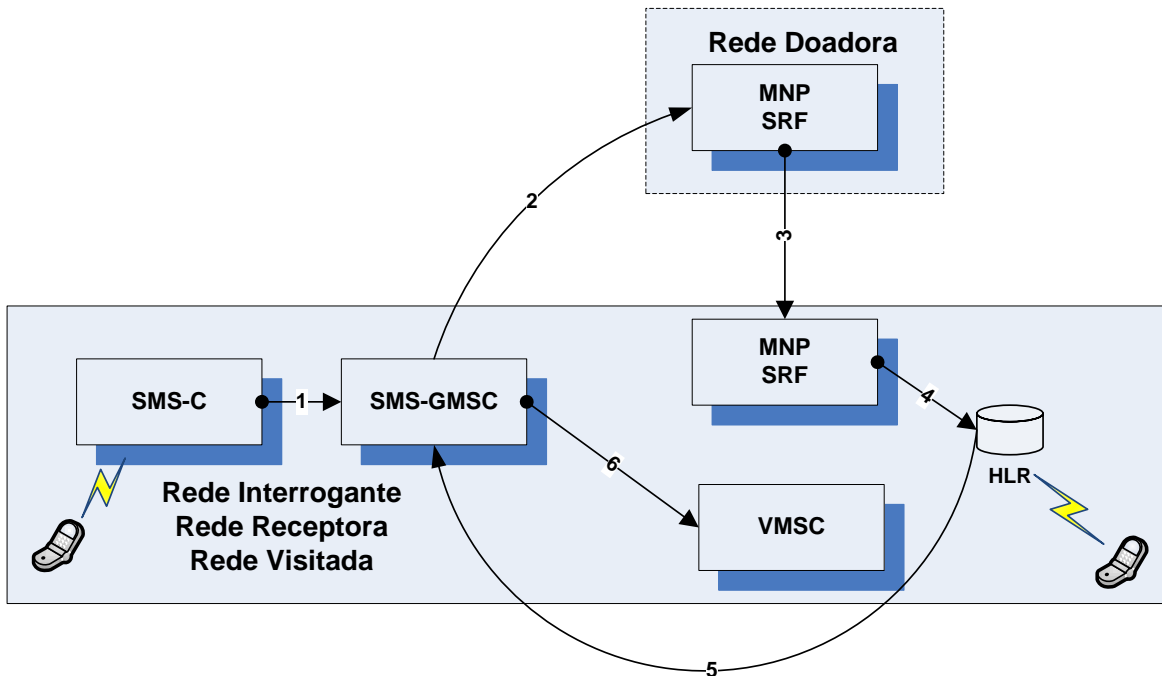 Rede Doadora
MNP
SRF
2
3
MNP
SRF
SMS-C
1
SMS-GMSC
4
HLR
6
VMSC
Rede Interrogante
Rede Receptora
Rede Visitada
5